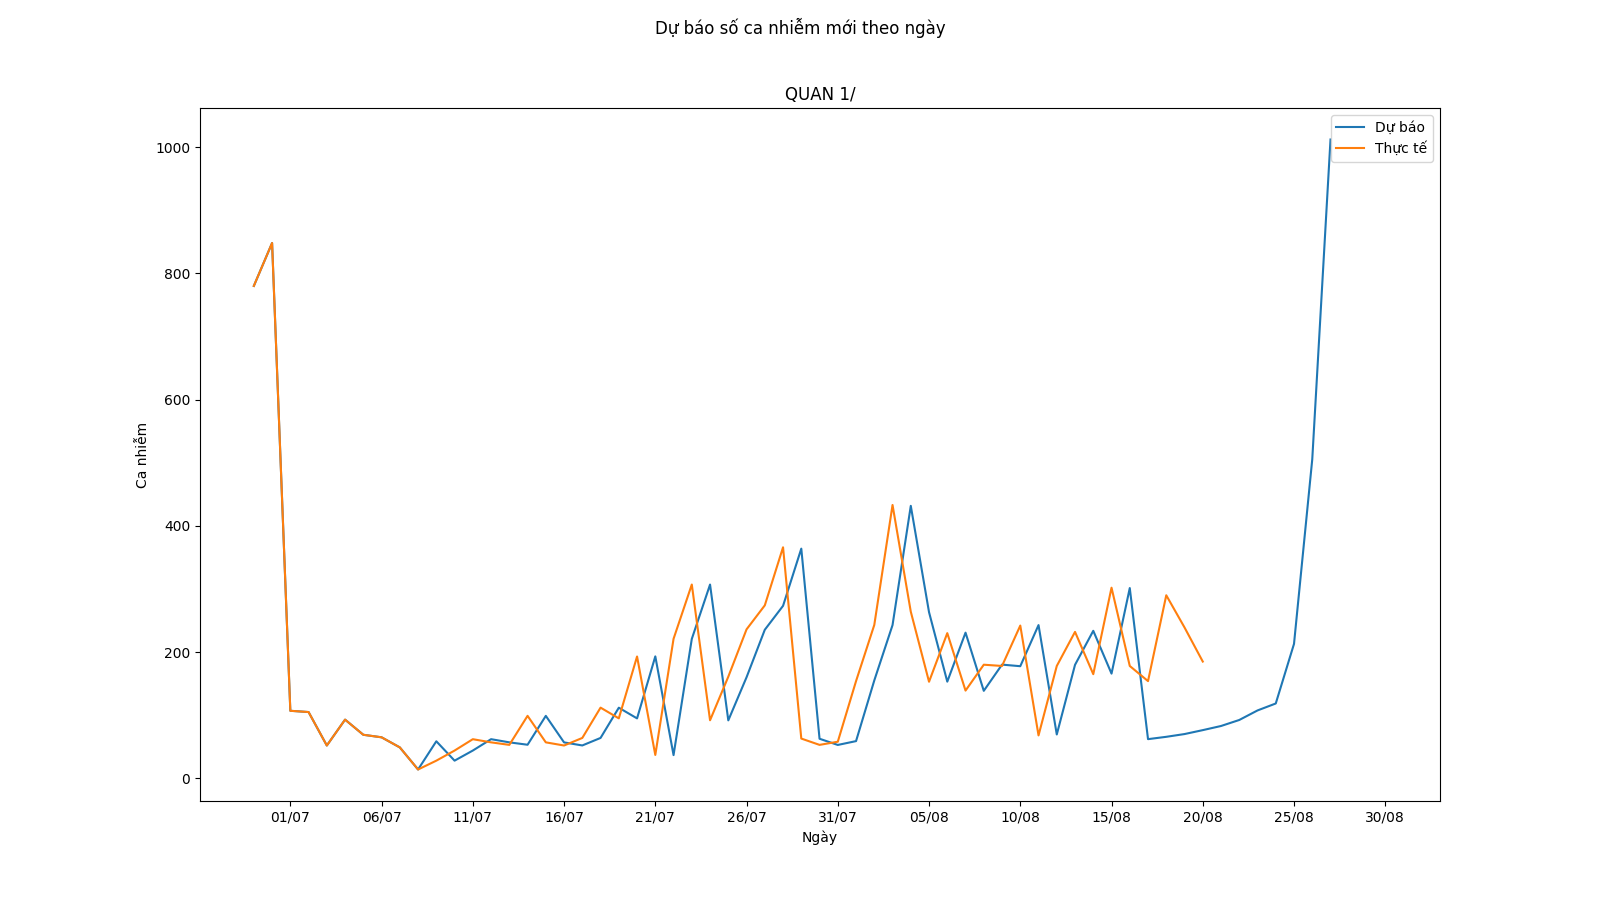 Dự báo số ca nhiễm mới theo ngày
QUAN 1/
Dự báo
Thực tế
1000
800
600
400
200
0
Ca nhiễm
01/07 06/07 11/07 16/07 21/07 26/07 31/07 05/08 10/08 15/08 20/08 25/08 30/08
Ngày